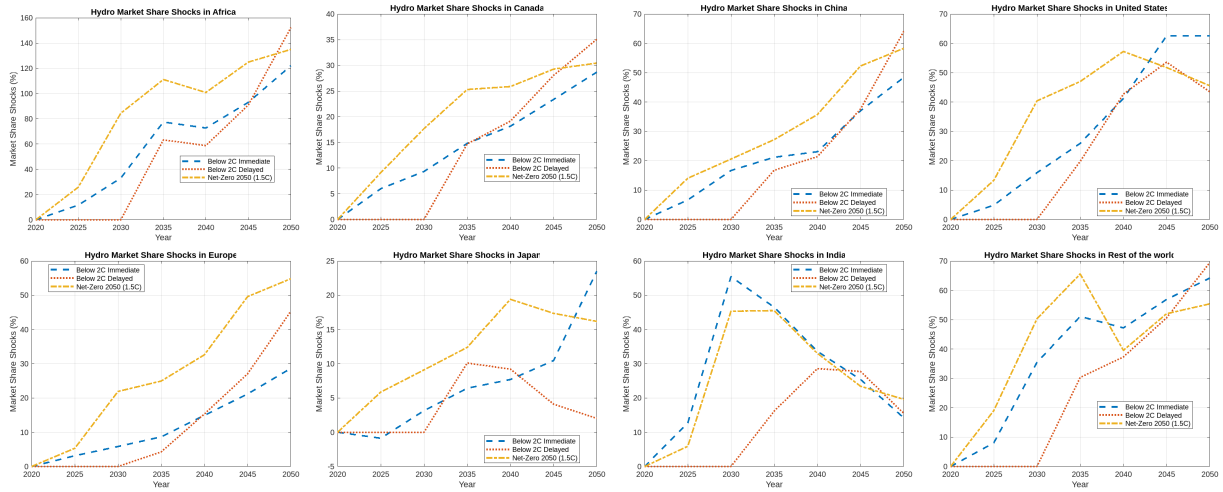 Hydro Market Share Shocks in Africa
Market Share Shocks (%)
160
140
120
100
80
60
40
20
0
Below 2C Immediate
Below 2C Delayed
Net-Zero 2050 (1.5C)
2020 2025 2030 2035 2040 2045 2050
Year
Hydro Market Share Shocks in Canada
Market Share Shocks (%)
40
35
30
25
20
15
10
5
0
Below 2C Immediate
Below 2C Delayed
Net-Zero 2050 (1.5C)
2020 2025 2030 2035 2040 2045 2050
Year
Hydro Market Share Shocks in China
Market Share Shocks (%)
70
60
50
40
30
20
10
0
Below 2C Immediate
Below 2C Delayed
Net-Zero 2050 (1.5C)
2020 2025 2030 2035 2040 2045 2050
Year
Hydro Market Share Shocks in United States
Market Share Shocks (%)
70
60
50
40
30
20
10
0
Below 2C Immediate
Below 2C Delayed
Net-Zero 2050 (1.5C)
2020 2025 2030 2035 2040 2045 2050
Year
Hydro Market Share Shocks in Europe
Market Share Shocks (%)
60
50
40
30
20
10
0
Below 2C Immediate
Below 2C Delayed
Net-Zero 2050 (1.5C)
2020 2025 2030 2035 2040 2045 2050
Year
Hydro Market Share Shocks in Japan
Market Share Shocks (%)
25
20
15
10
5
0
-5
Below 2C Immediate
Below 2C Delayed
Net-Zero 2050 (1.5C)
2020 2025 2030 2035 2040 2045 2050
Year
Hydro Market Share Shocks in India
Market Share Shocks (%)
60
50
40
30
20
10
0
Below 2C Immediate
Below 2C Delayed
Net-Zero 2050 (1.5C)
2020 2025 2030 2035 2040 2045 2050
Year
Hydro Market Share Shocks in Rest of the world
Market Share Shocks (%)
70
60
50
40
30
20
10
0
Below 2C Immediate
Below 2C Delayed
Net-Zero 2050 (1.5C)
2020 2025 2030 2035 2040 2045 2050
Year